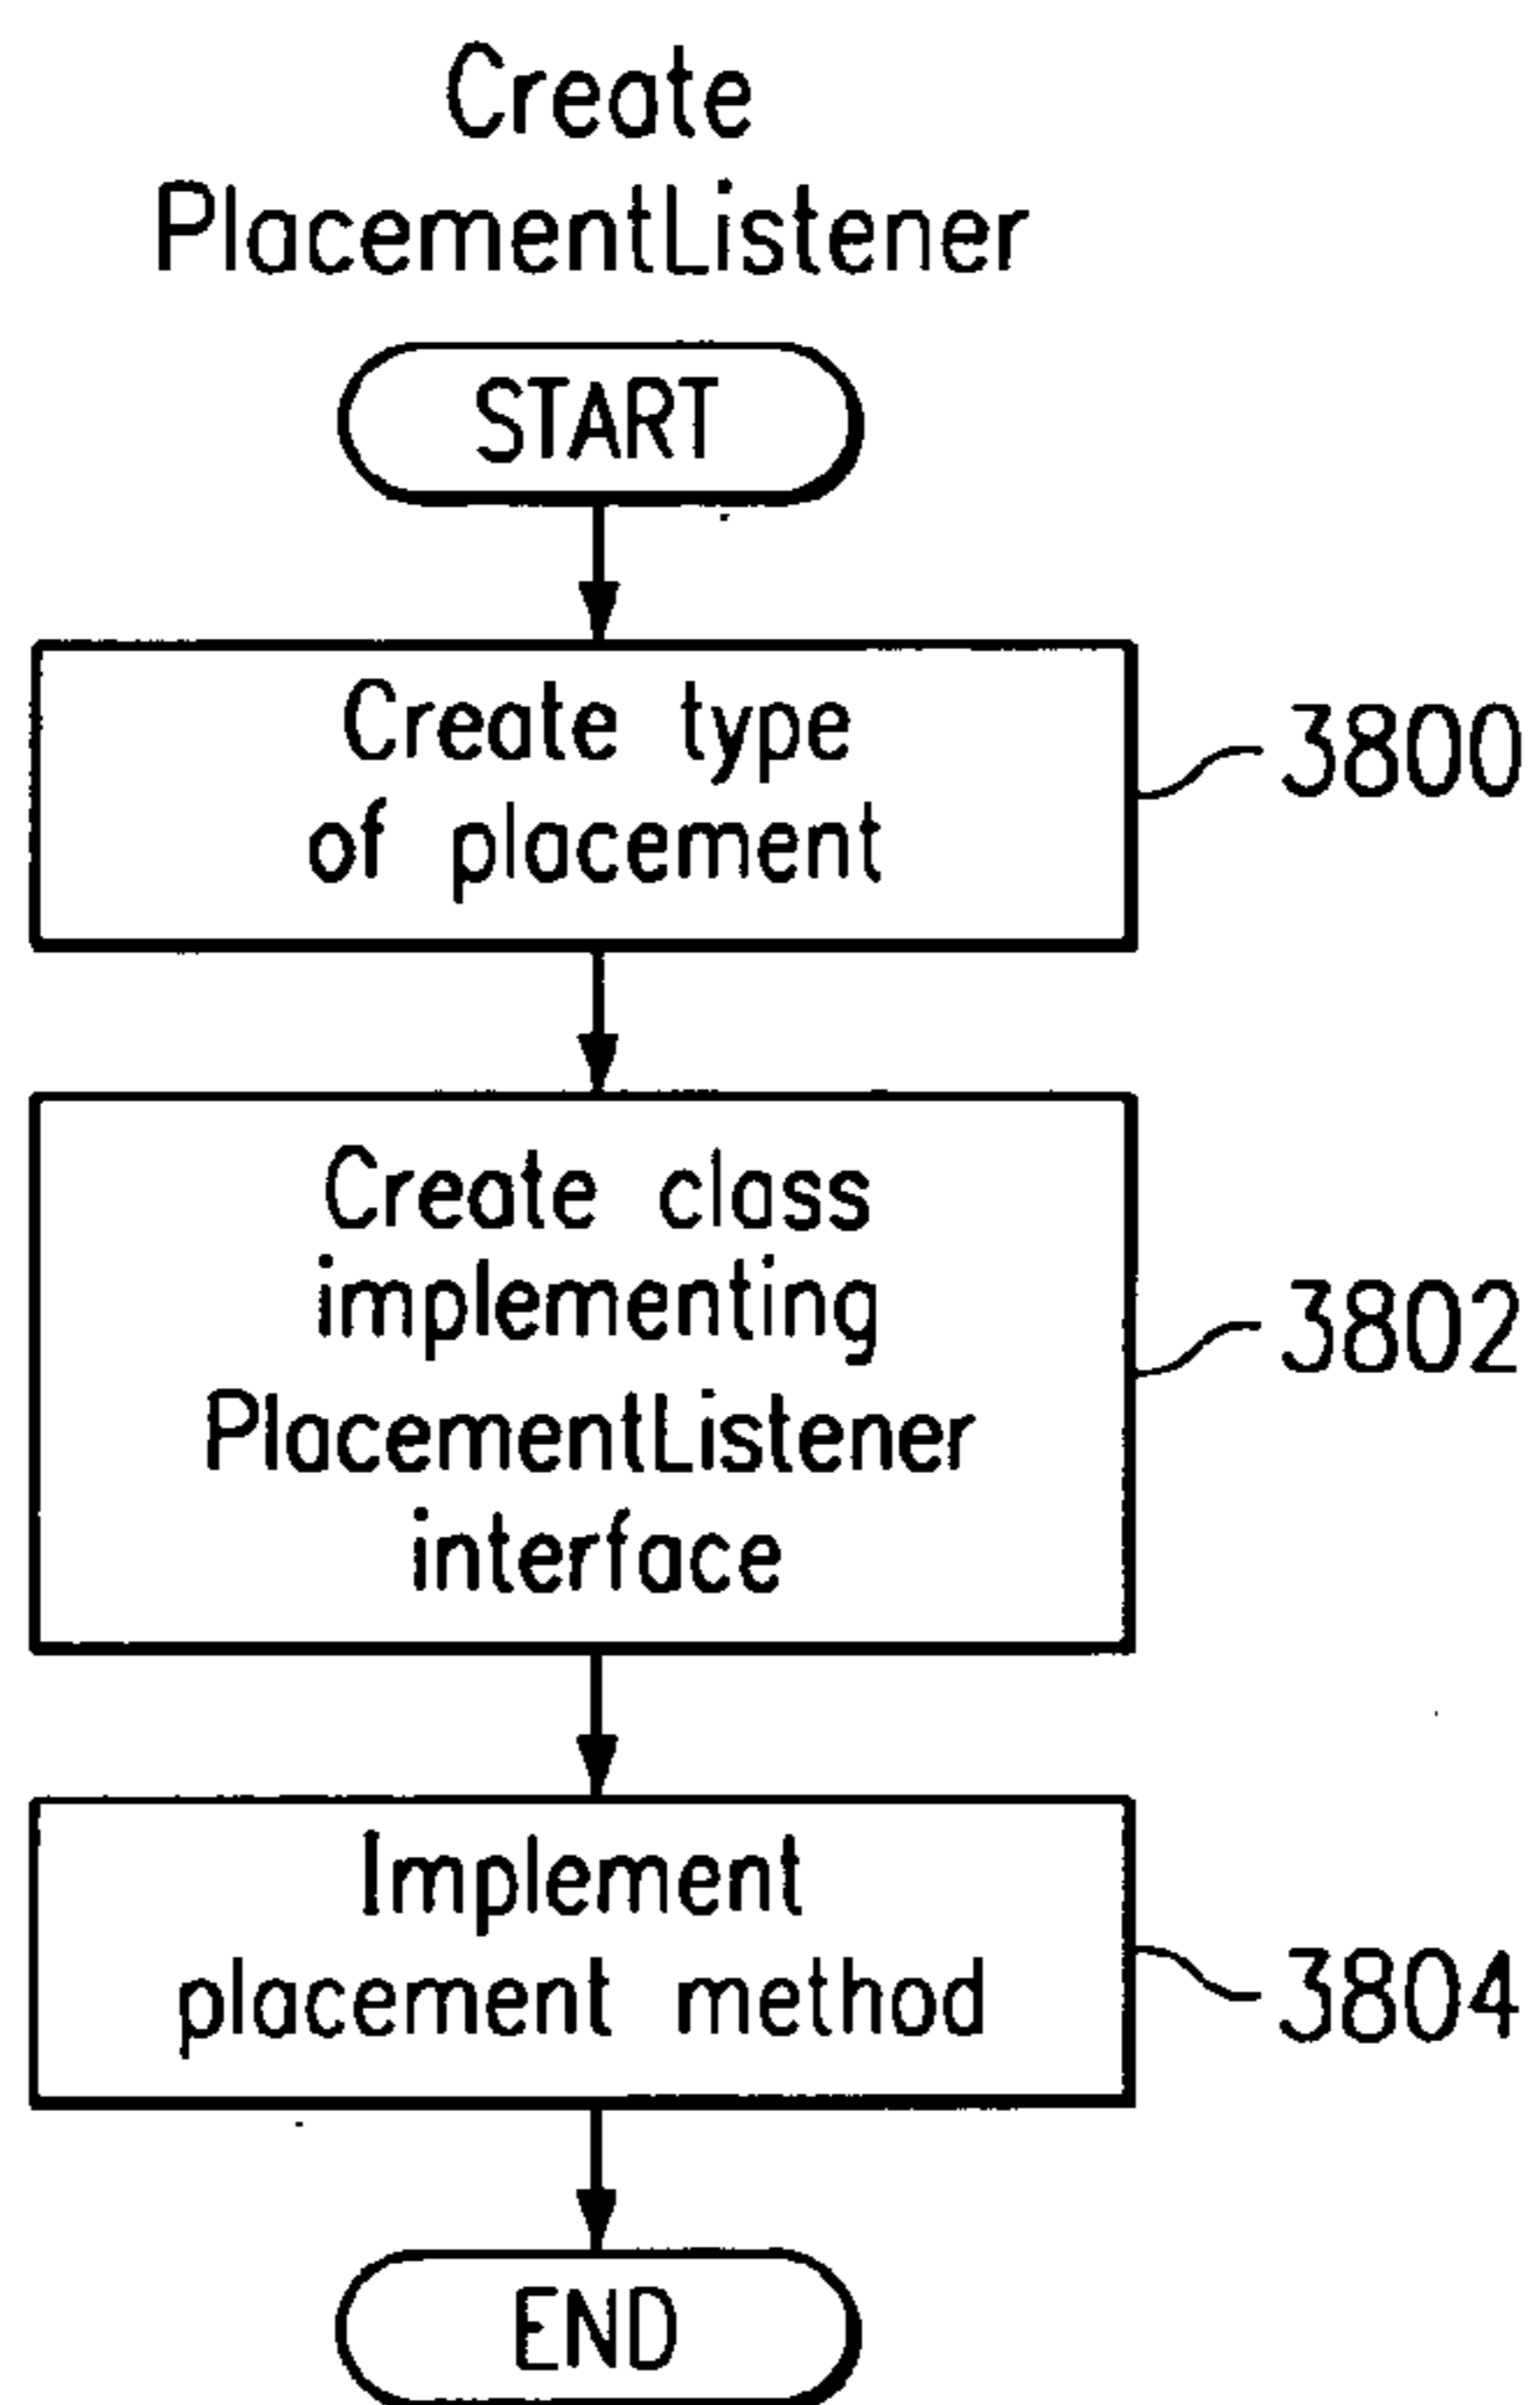 Create
PlacementListener
START
Create type
of placement
3800
Create class
implementing
PlacementListener
interface
3802
Implement
placement method
3804
END